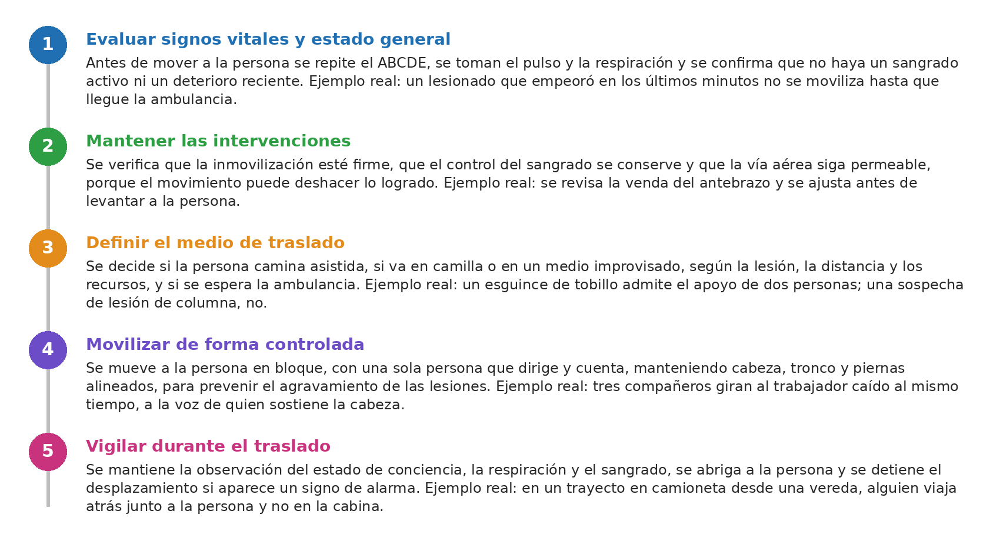 1
Evaluar signos vitales y estado general
Antes de mover a la persona se repite el ABCDE, se toman el pulso y la respiración y se confirma que no haya un sangrado
activo ni un deterioro reciente. Ejemplo real: un lesionado que empeoró en los últimos minutos no se moviliza hasta que
llegue la ambulancia.
2
Mantener las intervenciones
Se verifica que la inmovilización esté firme, que el control del sangrado se conserve y que la vía aérea siga permeable,
porque el movimiento puede deshacer lo logrado. Ejemplo real: se revisa la venda del antebrazo y se ajusta antes de
levantar a la persona.
3
Definir el medio de traslado
Se decide si la persona camina asistida, si va en camilla o en un medio improvisado, según la lesión, la distancia y los
recursos, y si se espera la ambulancia. Ejemplo real: un esguince de tobillo admite el apoyo de dos personas; una sospecha
de lesión de columna, no.
4
Movilizar de forma controlada
Se mueve a la persona en bloque, con una sola persona que dirige y cuenta, manteniendo cabeza, tronco y piernas
alineados, para prevenir el agravamiento de las lesiones. Ejemplo real: tres compañeros giran al trabajador caído al mismo
tiempo, a la voz de quien sostiene la cabeza.
5
Vigilar durante el traslado
Se mantiene la observación del estado de conciencia, la respiración y el sangrado, se abriga a la persona y se detiene el
desplazamiento si aparece un signo de alarma. Ejemplo real: en un trayecto en camioneta desde una vereda, alguien viaja
atrás junto a la persona y no en la cabina.